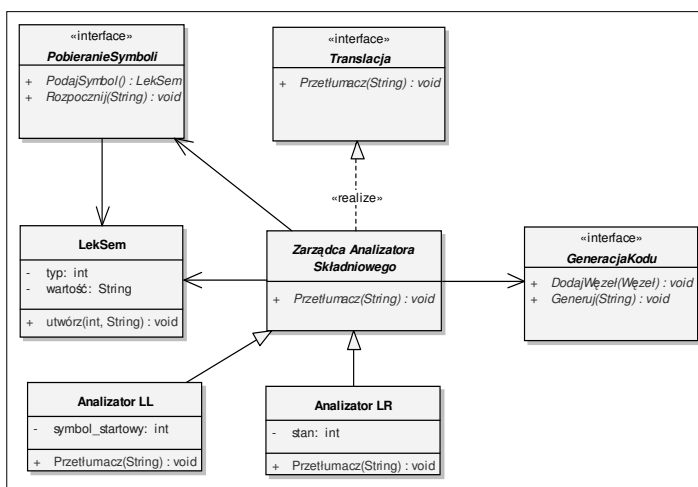 «interface»
PobieranieSymboli
+ PodajSymbol() : LekSem
+ Rozpocznij(String) : void
«interface»
Translacja
+ Przetłumacz(String) : void
«realize»
LekSem
- typ: int
- wartość: String
+ utwórz(int, String) : void
Zarządca Analizatora
Składniowego
+ Przetłumacz(String) : void
«interface»
GeneracjaKodu
+ DodajWęzeł(Węzeł) : void
+ Generuj(String) : void
Analizator LL
- symbol_startowy: int
+ Przetłumacz(String) : void
Analizator LR
- stan: int
+ Przetłumacz(String) : void